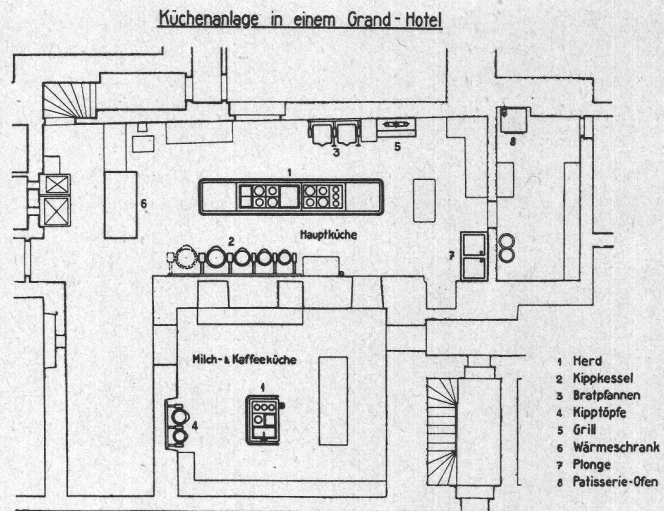 Küchenanlage in einem Grand-Hotel
3
5
8
1
6
Hauptküche
2
7
Milch- & Kaffeeküche
1
4
1 Herd
2 Kippkessel
3 Bratpfannen
4 Kipptöpfe
5 Grill
6 Wärmeschrank
7 Plonge
8 Patisserie-Ofen